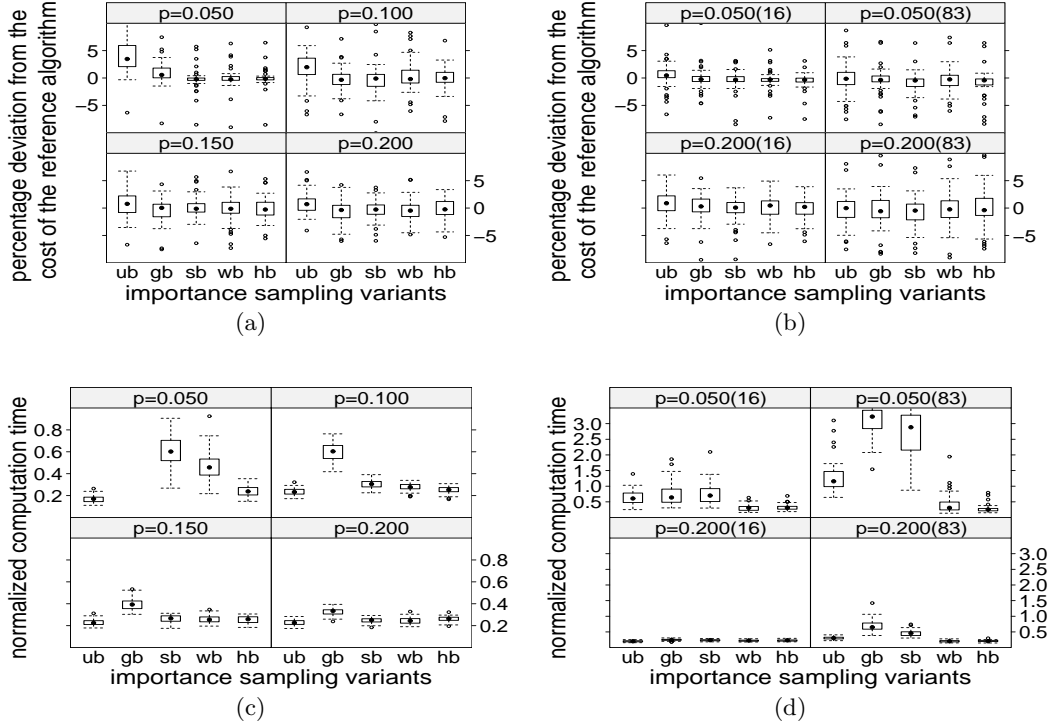 p=0.050 p=0.100
percentage deviation from the
cost of the reference algorithm
5
0
−5
p=0.150 p=0.200
5
0
−5
ub gb sb wb hb ub gb sb wb hb
importance sampling variants
(a)
p=0.050(16) p=0.050(83)
percentage deviation from the
cost of the reference algorithm
5
0
−5
p=0.200(16) p=0.200(83)
5
0
−5
ub gb sb wb hb ub gb sb wb hb
importance sampling variants
(b)
p=0.050 p=0.100
normalized computation time
0.8
0.6
0.4
0.2
p=0.150 p=0.200
0.8
0.6
0.4
0.2
ub gb sb wb hb ub gb sb wb hb
importance sampling variants
(c)
p=0.050(16) p=0.050(83)
normalized computation time
3.0
2.5
2.0
1.5
1.0
0.5
p=0.200(16) p=0.200(83)
3.0
2.5
2.0
1.5
1.0
0.5
ub gb sb wb hb ub gb sb wb hb
importance sampling variants
(d)